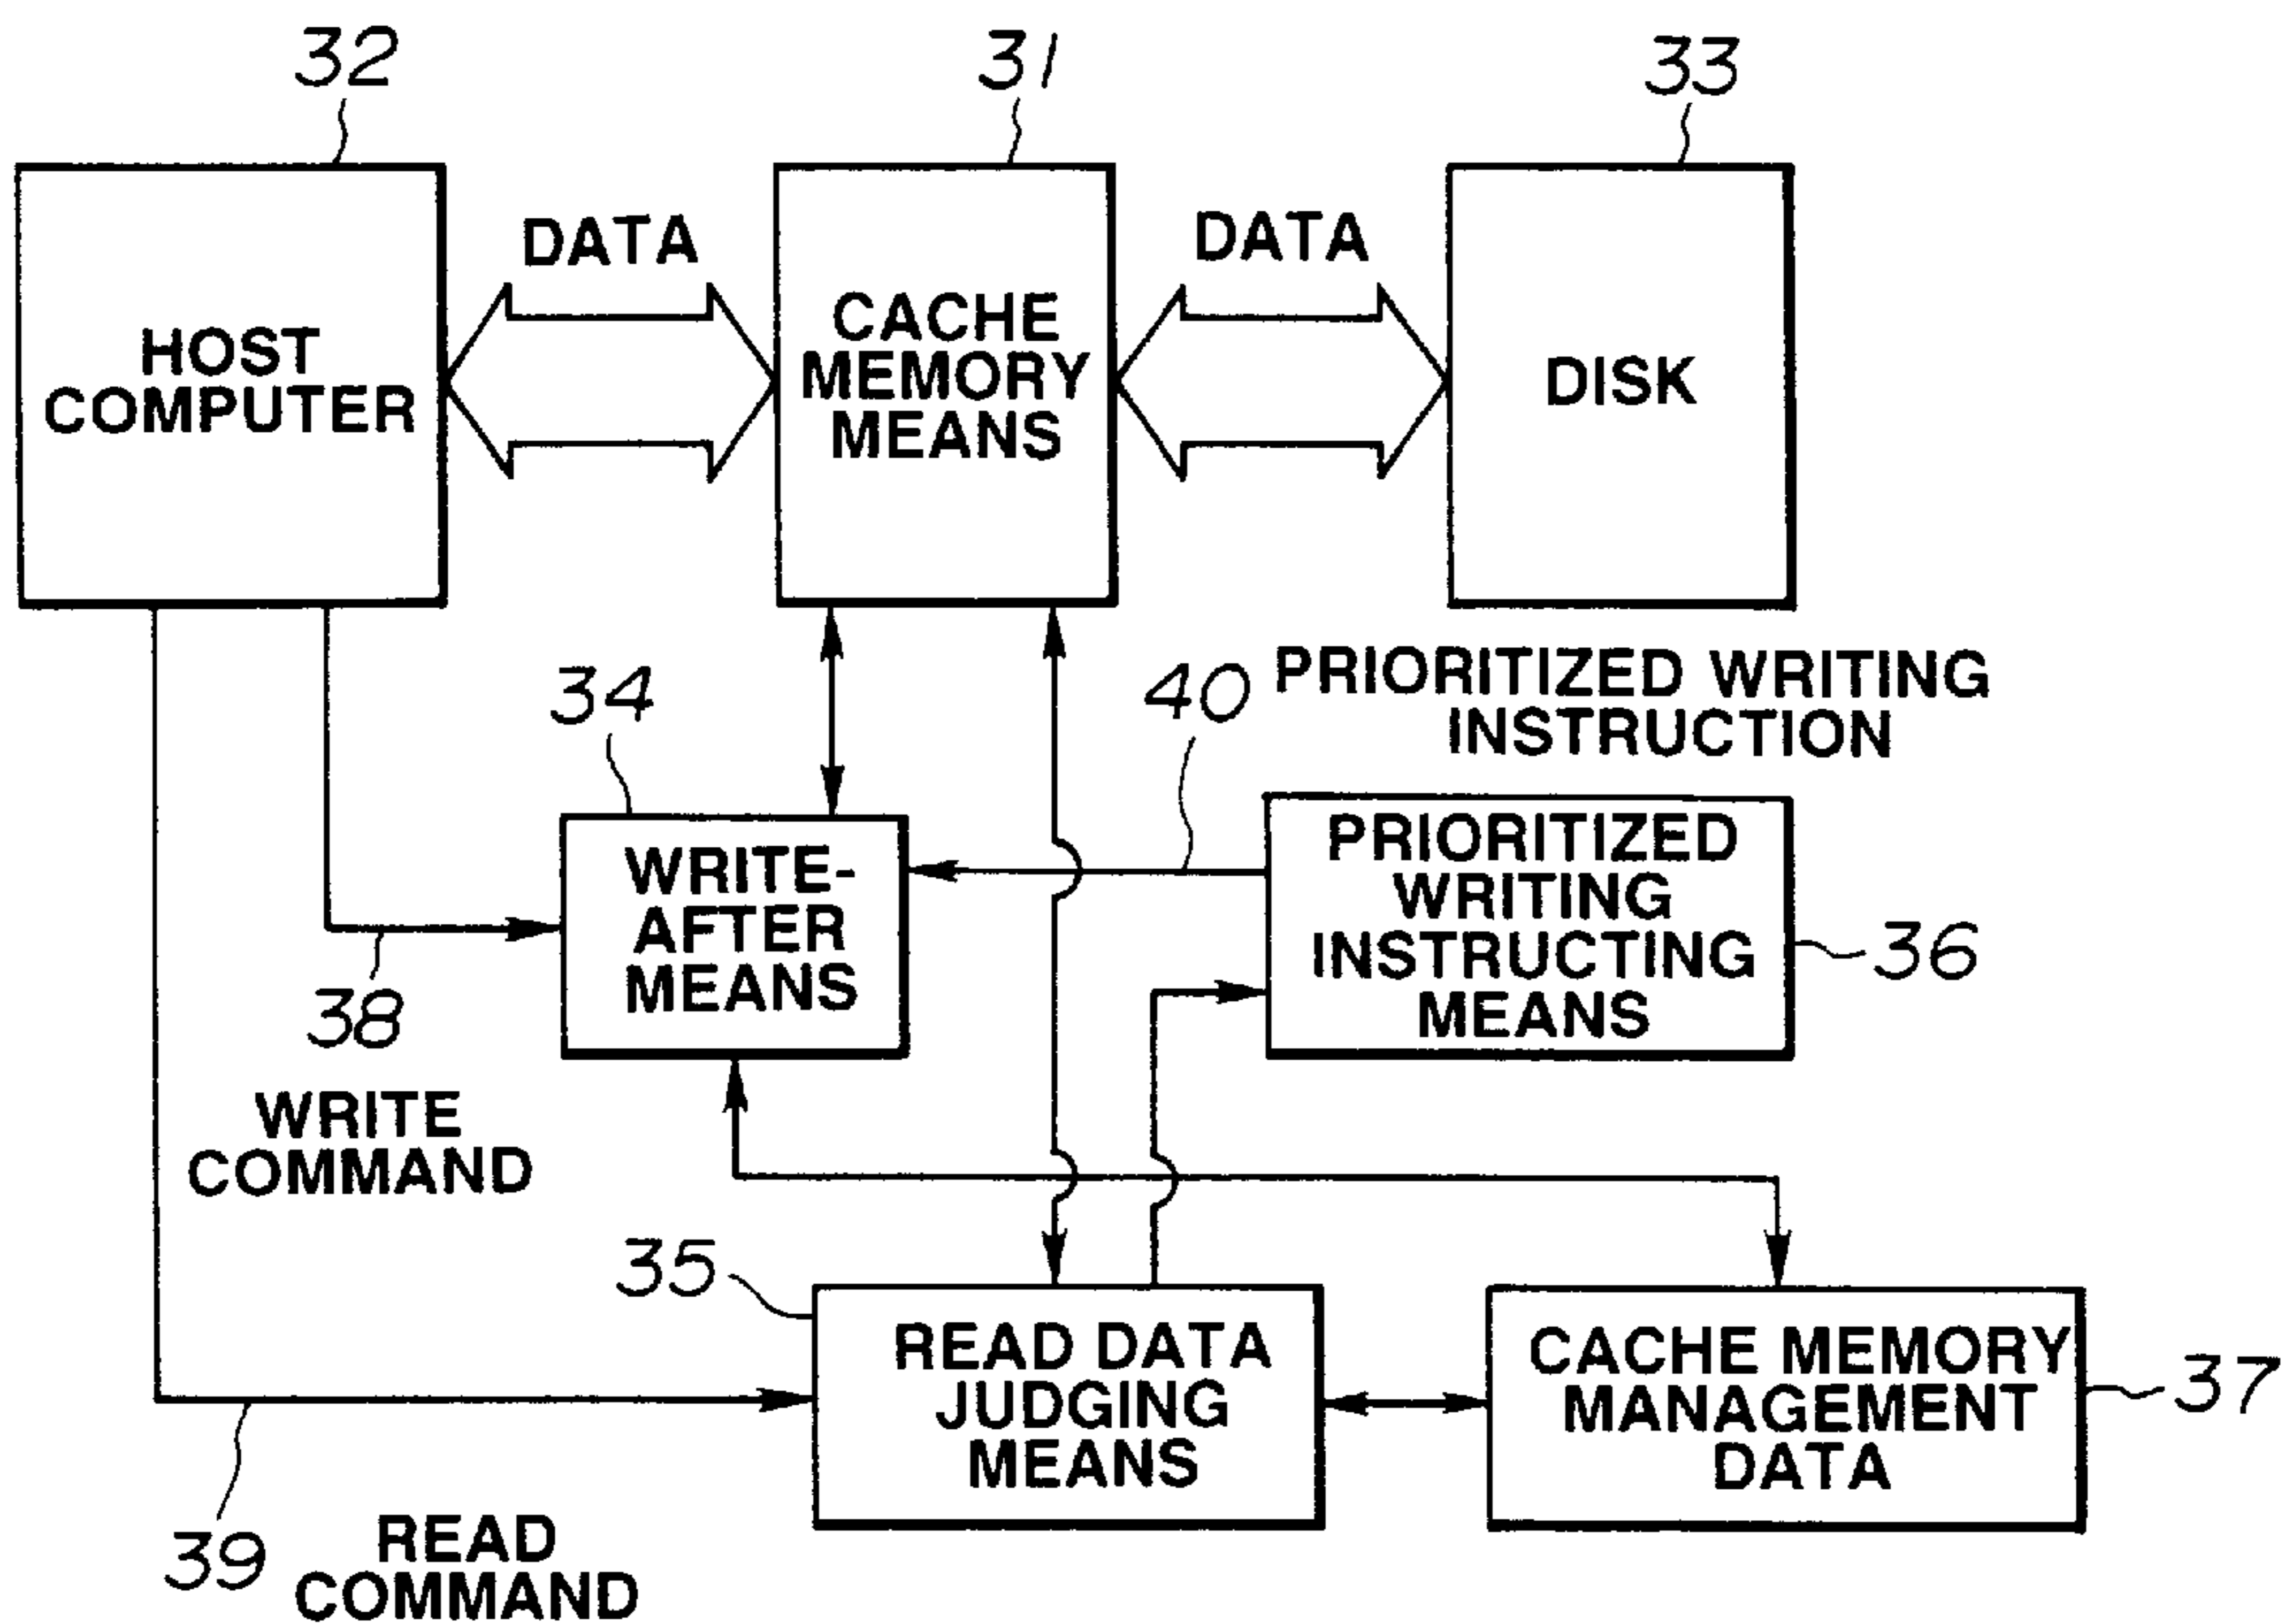 32
31
33
DATA
DATA
HOST
COMPUTER
CACHE
MEMORY
MEANS
DISK
34
40
PRIORITIZED WRITING
INSTRUCTION
WRITE-
AFTER
MEANS
PRIORITIZED
WRITING
INSTRUCTING
MEANS
36
38
WRITE
COMMAND
35
READ DATA
JUDGING
MEANS
CACHE MEMORY
MANAGEMENT
DATA
37
39
READ
COMMAND